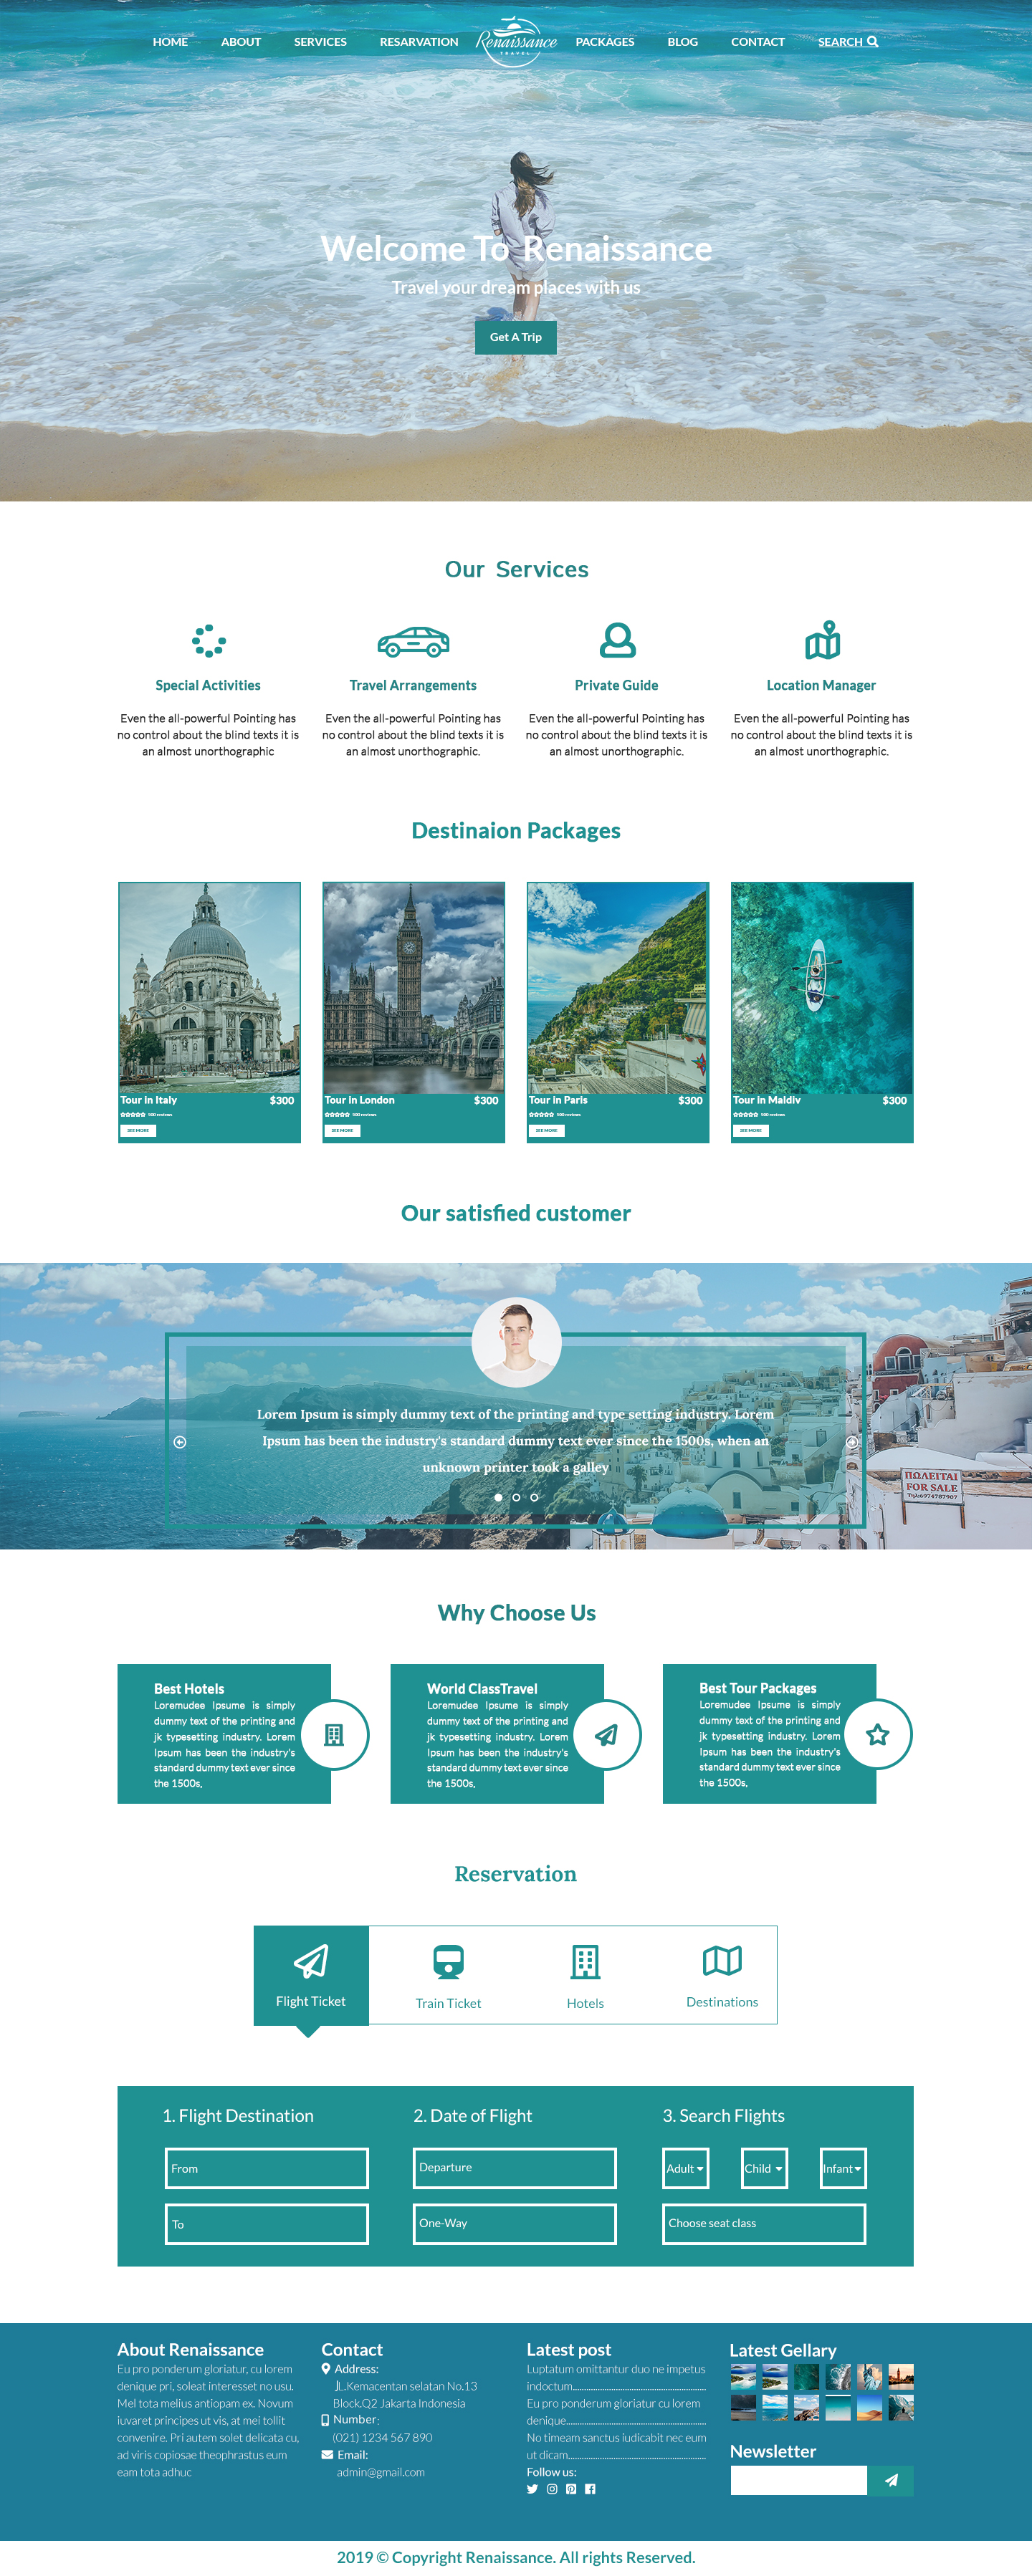 HOME ABOUT SERVICES RESARVATION Renaissance TRAVEL PACKAGES BLOG CONTACT SEARCH
Welcome To Renaissance
Travel your dream places with us
Get A Trip
Our Services
Special Activities
Even the all-powerful Pointing has
no control about the blind texts it is
an almost unorthographic
Travel Arrangements
Even the all-powerful Pointing has
no control about the blind texts it is
an almost unorthographic.
Private Guide
Even the all-powerful Pointing has
no control about the blind texts it is
an almost unorthographic.
Location Manager
Even the all-powerful Pointing has
no control about the blind texts it is
an almost unorthographic.
Destinaion Packages
Tour in Italy $300
SEE MORE
Tour in London $300
SEE MORE
Tour in Paris $300
SEE MORE
Tour in Maldiv $300
SEE MORE
Our satisfied customer
Lorem Ipsum is simply dummy text of the printing and type setting industry. Lorem
Ipsum has been the industry's standard dummy text ever since the 1500s, when an
unknown printer took a galley
ΠΩΛΕΙΤΑΙ
FOR SALE
Τηλ:6974787907
Why Choose Us
Best Hotels
Loremudee Ipsume is simply
dummy text of the printing and
jk typesetting industry. Lorem
Ipsum has been the industry's
standard dummy text ever since
the 1500s,
World ClassTravel
Loremudee Ipsume is simply
dummy text of the printing and
jk typesetting industry. Lorem
Ipsum has been the industry's
standard dummy text ever since
the 1500s,
Best Tour Packages
Loremudee Ipsume is simply
dummy text of the printing and
jk typesetting industry. Lorem
Ipsum has been the industry's
standard dummy text ever since
the 1500s,
Reservation
Flight Ticket
Train Ticket
Hotels
Destinations
1. Flight Destination
From
To
2. Date of Flight
Departure
One-Way
3. Search Flights
Adult Child Infant
Choose seat class
About Renaissance
Eu pro ponderum gloriatur, cu lorem
denique pri, soleat interesset no usu.
Mel tota melius antiopam ex. Novum
iuvaret principes ut vis, at mei tollit
convenire. Pri autem solet delicata cu,
ad viris copiosae theophrastus eum
eam tota adhuc
Contact
Address:
JL.Kemacentan selatan No.13
Block.Q2 Jakarta Indonesia
Number:
(021) 1234 567 890
Email:
admin@gmail.com
Latest post
Luptatum omittantur duo ne impetus
indoctum......................................................
Eu pro ponderum gloriatur cu lorem
denique.........................................................
No timeam sanctus iudicabit nec eum
ut dicam........................................................
Follow us:
Latest Gellary
Newsletter
2019 © Copyright Renaissance. All rights Reserved.